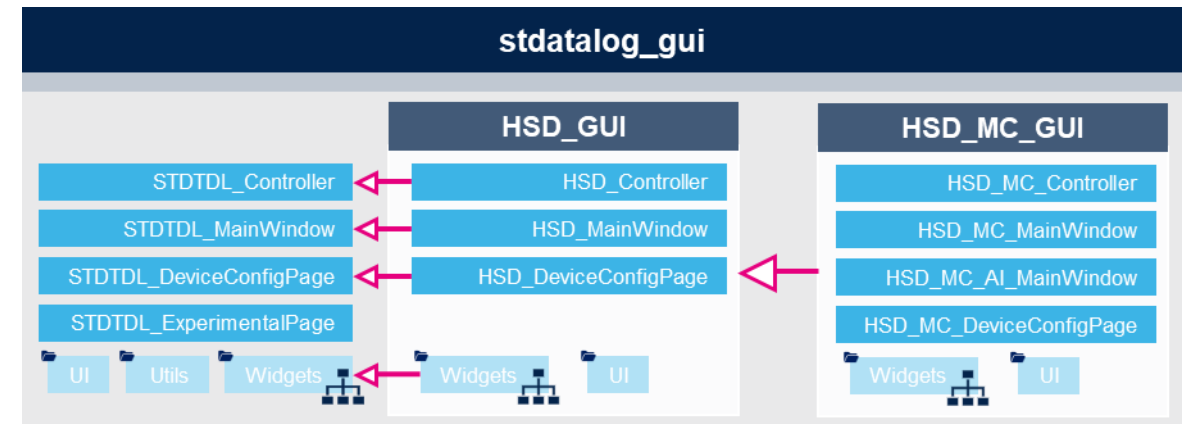 stdatalog_gui
HSD_GUI
HSD_MC_GUI
STDTDL_Controller
HSD_Controller
HSD_MC_Controller
STDTDL_MainWindow
HSD_MainWindow
HSD_MC_MainWindow
STDTDL_DeviceConfigPage
HSD_DeviceConfigPage
HSD_MC_AI_MainWindow
STDTDL_ExperimentalPage
HSD_MC_DeviceConfigPage
UI
Utils
Widgets
Widgets
UI
Widgets
UI